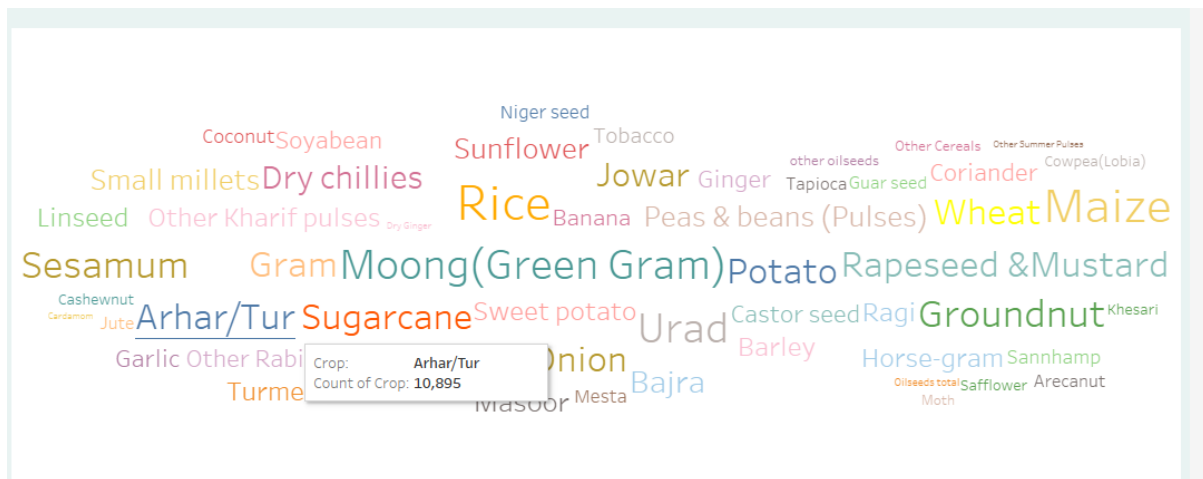 Niger seed
Coconut Soyabean Sunflower Tobacco Other Cereals Other Summer Pulses
other oilseeds Coriander Cowpea(Lobia)
Small millets Dry chillies Jowar Ginger Tapioca Guar seed
Linseed Other Kharif pulses Dry Ginger Rice Banana Peas & beans (Pulses) Wheat Maize
Sesamum Gram Moong(Green Gram) Potato Rapeseed &Mustard
Cashewnut
Cardamom Jute Arhar/Tur Sugarcane Sweet potato Urad Castor seed Ragi Groundnut Khesari
Garlic Other Rabi Onion Barley Horse-gram Sannhamp
Crop: Arhar/Tur
Count of Crop: 10,895
Turme Masoor Mesta Bajra Oilseeds total Safflower Arecanut
Moth